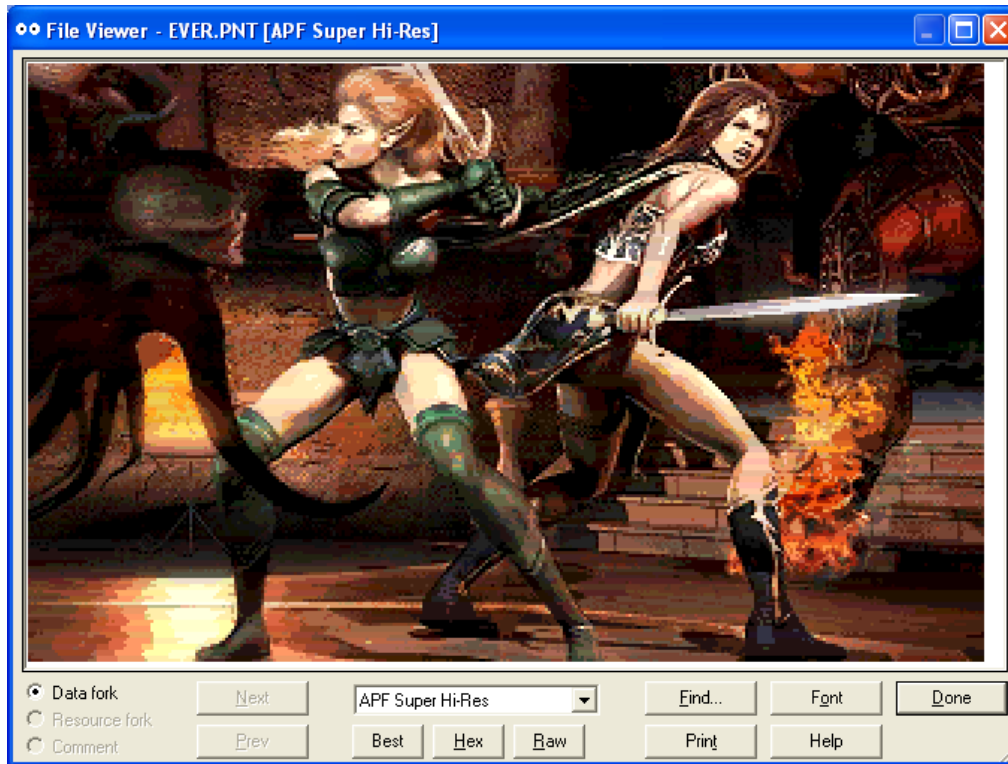 File Viewer - EVER.PNT [APF Super Hi-Res]
Data fork
Next
APF Super Hi-Res
Find...
Font
Done
Resource fork
Comment
Prev
Best
Hex
Raw
Print
Help